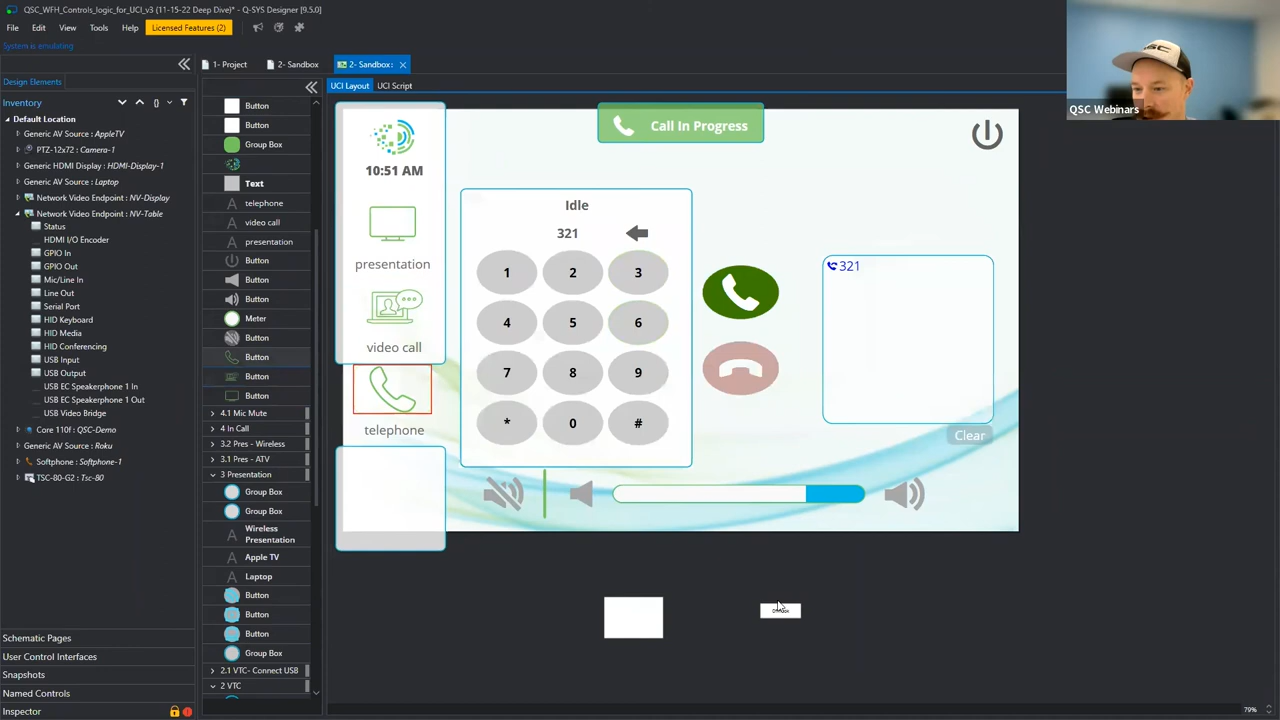 QSC_WFH_Controls_logic_for_UCI_v3 (11-15-22 Deep Dive)* - Q-SYS Designer [9.5.0]
File Edit View Tools Help Licensed Features (2)
System is emulating
1- Project 2- Sandbox 2- Sandbox:
Design Elements
UCI Layout UCI Script
Inventory
Default Location
Generic AV Source : AppleTV
PTZ-12x72 : Camera-1
Generic HDMI Display : HDMI-Display-1
Generic AV Source : Laptop
Network Video Endpoint : NV-Display
Network Video Endpoint : NV-Table
Status
HDMI I/O Encoder
GPIO In
GPIO Out
Mic/Line In
Line Out
Serial Port
HID Keyboard
HID Media
HID Conferencing
USB Input
USB Output
USB EC Speakerphone 1 In
USB EC Speakerphone 1 Out
USB Video Bridge
Core 110f : QSC-Demo
Generic AV Source : Roku
Softphone : Softphone-1
TSC-80-G2 : Tsc-80
Schematic Pages
User Control Interfaces
Snapshots
Named Controls
Inspector
Button
Button
Group Box
Text
telephone
video call
presentation
Button
Button
Button
Meter
Button
Button
Button
Button
4.1 Mic Mute
4 In Call
3.2 Pres - Wireless
3.1 Pres - ATV
3 Presentation
Group Box
Group Box
Wireless
Presentation
Apple TV
Laptop
Button
Button
Button
Group Box
2.1 VTC- Connect USB
2 VTC
10:51 AM
presentation
video call
telephone
Call In Progress
Idle
321
1 2 3
4 5 6
7 8 9
* 0 #
321
Clear
QSC Webinars
QSC
79%